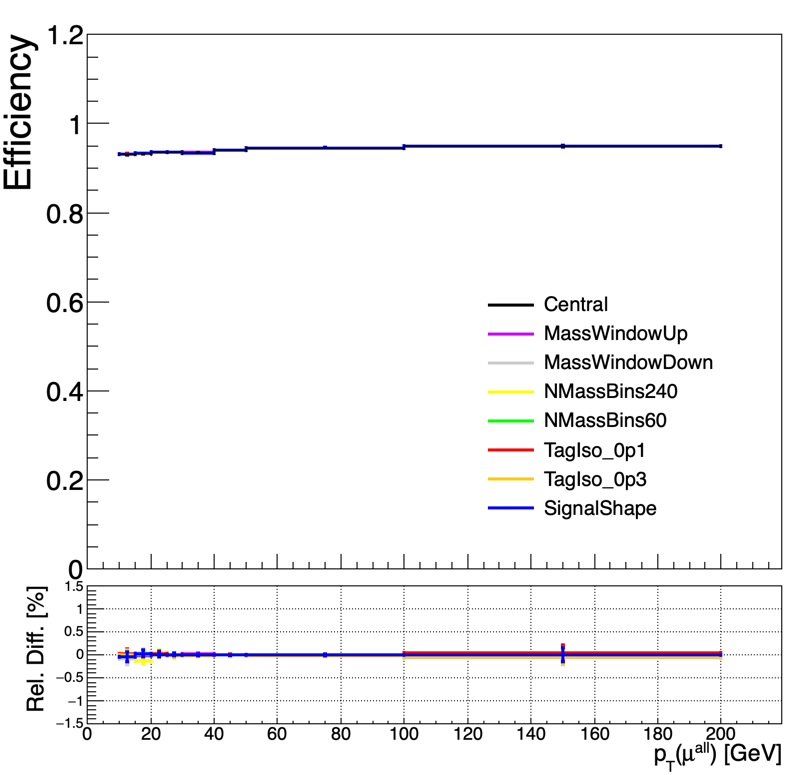 Efficiency
1.2
1
0.8
0.6
0.4
0.2
0
Central
MassWindowUp
MassWindowDown
NMassBins240
NMassBins60
TagIso_0p1
TagIso_0p3
SignalShape
Rel. Diff. [%]
1.5
1
0.5
0
−0.5
−1
−1.5
0 20 40 60 80 100 120 140 160 180 200
p_T(μ^all) [GeV]